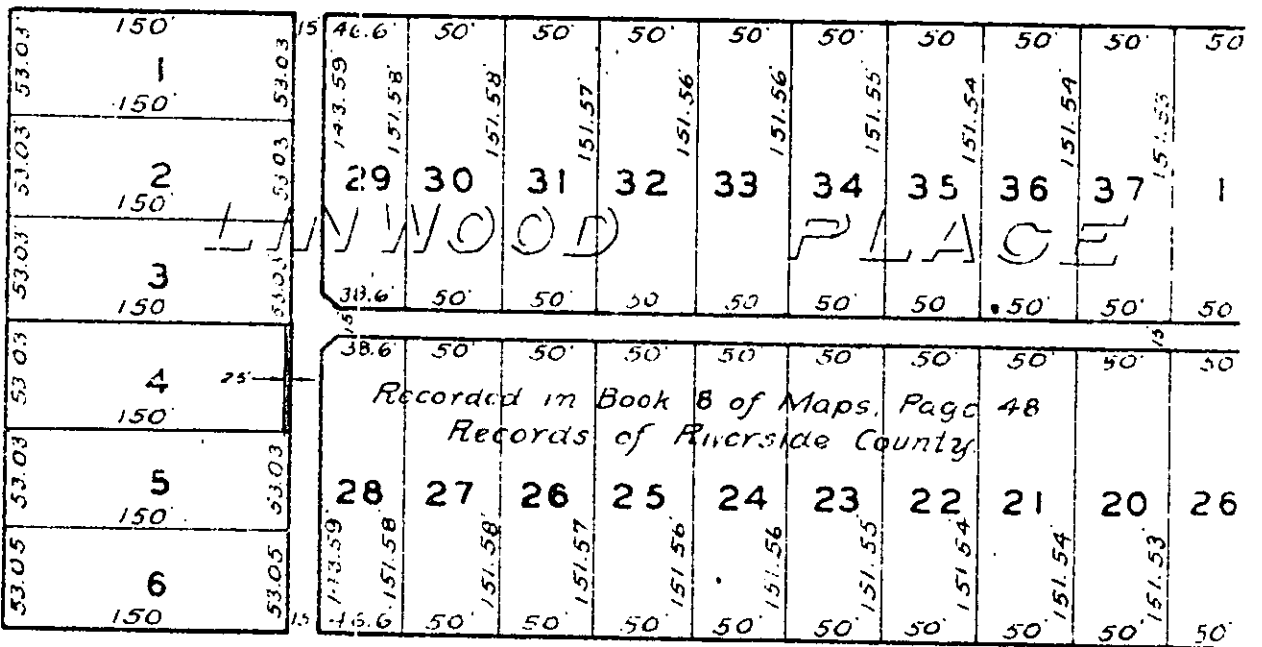 150' 15' 46.6' 50' 50' 50' 50' 50' 50 50' 50' 50
53.03' 1 53.03 143.59 151.58' 151.58' 151.57' 151.56' 151.56' 151.55' 151.54 151.54' 151.53
150'
53.03' 2 53.03 29 30 31 32 33 34 35 36 37 1
150'
LINWOOD PLACE
53.03' 3 53.03
150 38.6' 50' 50' 50 50 50' 50 50' 50' 50
15' 15'
38.6' 50' 50' 50' 50 50' 50' 50' 50' 50
53.03 4 25'
150' Recorded in Book 8 of Maps, Page 48
Records of Riverside County
53.03 5 53.03 28 27 26 25 24 23 22 21 20 26
150'
53.05 6 53.05 151.58 151.58' 151.57' 151.56' 151.56 151.55 151.54' 151.54' 151.53
150' 15' 50' 50' 50' 50' 50' 50' 50' 50' 50'